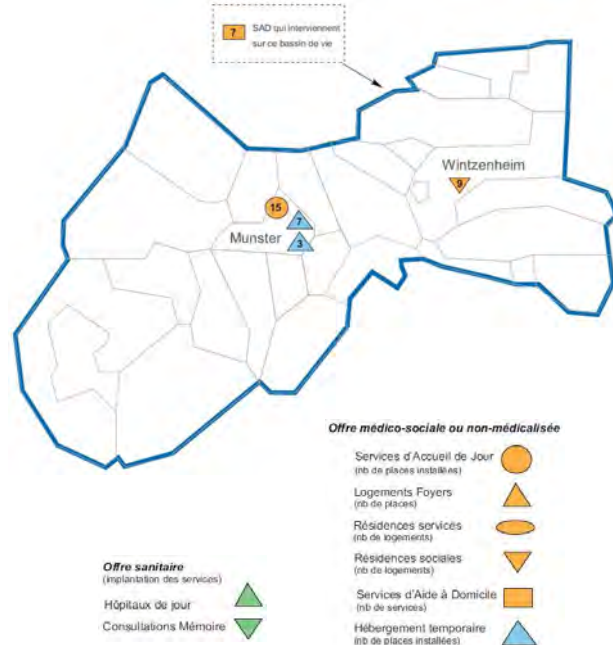 7 SAD qui interviennent
sur ce bassin de vie
Wintzenheim
9
15
7
Munster
3
Offre médico-sociale ou non-médicalisée
Services d'Accueil de Jour
(nb de places installées)
Logements Foyers
(nb de places)
Résidences services
(nb de logements)
Résidences sociales
(nb de logements)
Services d'Aide à Domicile
(nb de services)
Hébergement temporaire
(nb de places installées)
Offre sanitaire
(implantation des services)
Hôpitaux de jour
Consultations Mémoire